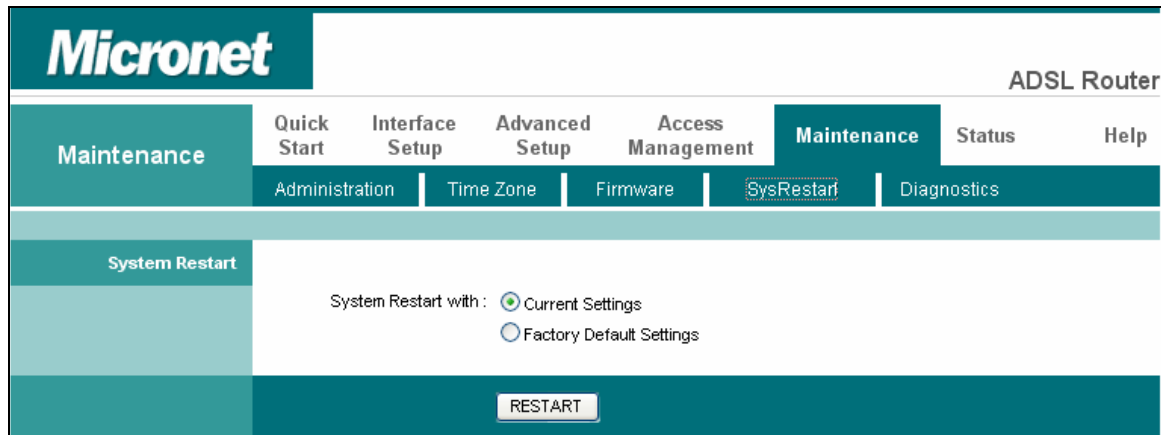 Micronet
ADSL Router
Maintenance
Quick Start
Interface Setup
Advanced Setup
Access Management
Maintenance
Status
Help
Administration
Time Zone
Firmware
SysRestart
Diagnostics
System Restart
System Restart with :
Current Settings
Factory Default Settings
RESTART